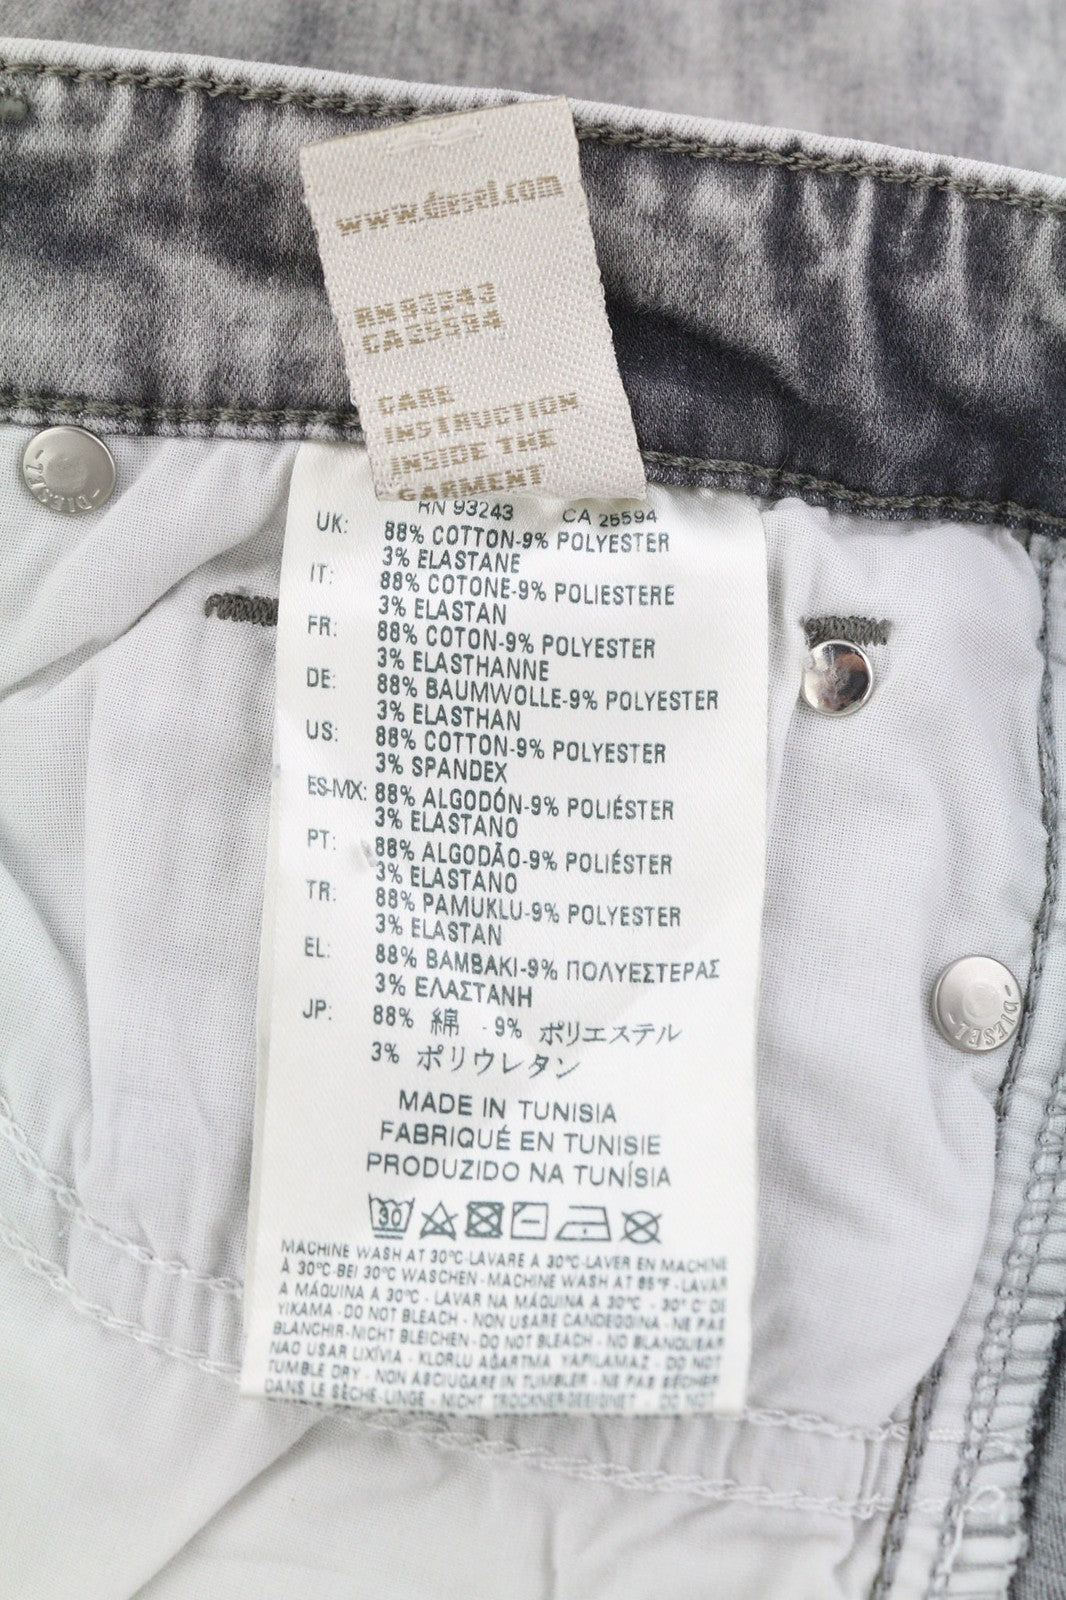 www.diesel.com
RN 93243
CA 25594
CARE
INSTRUCTION
INSIDE THE
GARMENT
RN 93243 CA 25594
UK: 88% COTTON-9% POLYESTER
3% ELASTANE
IT: 88% COTONE-9% POLIESTERE
3% ELASTAN
FR: 88% COTON-9% POLYESTER
3% ELASTHANNE
DE: 88% BAUMWOLLE-9% POLYESTER
3% ELASTHAN
US: 88% COTTON-9% POLYESTER
3% SPANDEX
ES-MX: 88% ALGODÓN-9% POLIÉSTER
3% ELASTANO
PT: 88% ALGODÃO-9% POLIÉSTER
3% ELASTANO
TR: 88% PAMUKLU-9% POLYESTER
3% ELASTAN
EL: 88% BAMBAKI-9% ΠΟΛΥΕΣΤΕΡΑΣ
3% ΕΛΑΣΤΑΝΗ
JP: 88% 綿 - 9% ポリエステル
3% ポリウレタン
MADE IN TUNISIA
FABRIQUÉ EN TUNISIE
PRODUZIDO NA TUNÍSIA
30
MACHINE WASH AT 30°C-LAVARE A 30°C-LAVER EN MACHINE
À 30°C-BEI 30°C WASCHEN - MACHINE WASH AT 85°F - LAVAR
A MÁQUINA A 30°C - LAVAR NA MÁQUINA À 30°C - 30° C'DE
YIKAMA - DO NOT BLEACH - NON USARE CANDEGGINA - NE PAS
BLANCHIR-NICHT BLEICHEN - DO NOT BLEACH - NO BLANQUEAR
NAO USAR LIXÍVIA - KLORLU AĞARTMA YAPILAMAZ - DO NOT
TUMBLE DRY - NON ASCIUGARE IN TUMBLER - NE PAS SÉCHER
DANS LE SÈCHE-LINGE - NICHT TROCKNERGEEIGNET - DO NOT
DIESEL
DIESEL